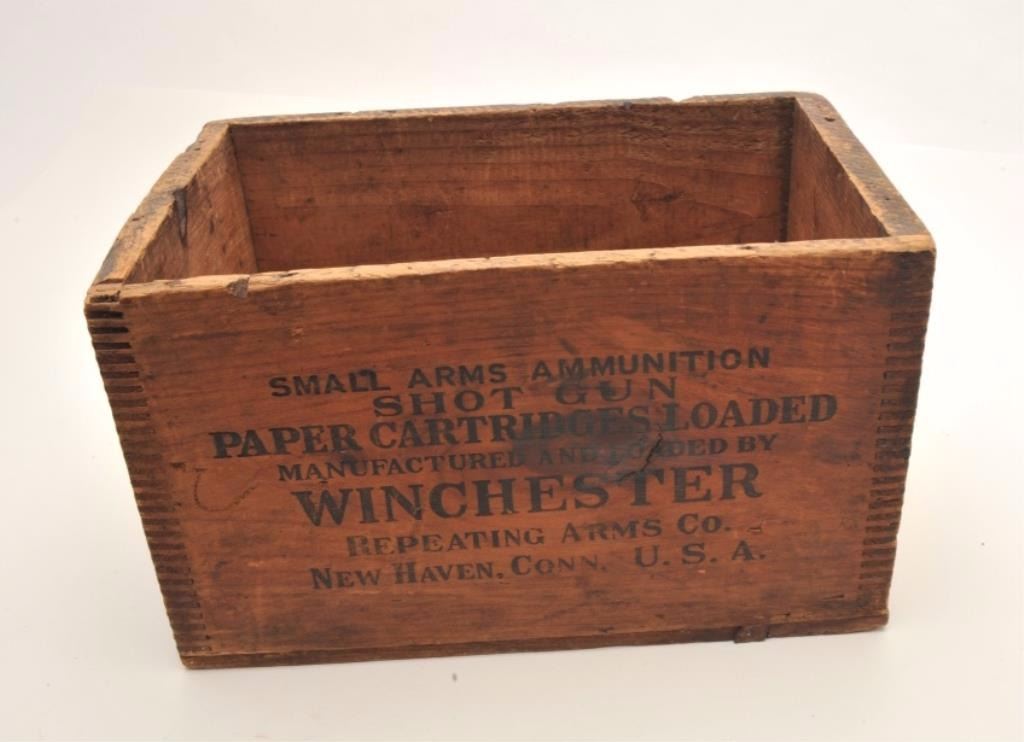 SMALL ARMS AMMUNITION
SHOT GUN
PAPER CARTRIDGES LOADED
MANUFACTURED AND LOADED BY
WINCHESTER
REPEATING ARMS CO.
NEW HAVEN, CONN. U. S. A.